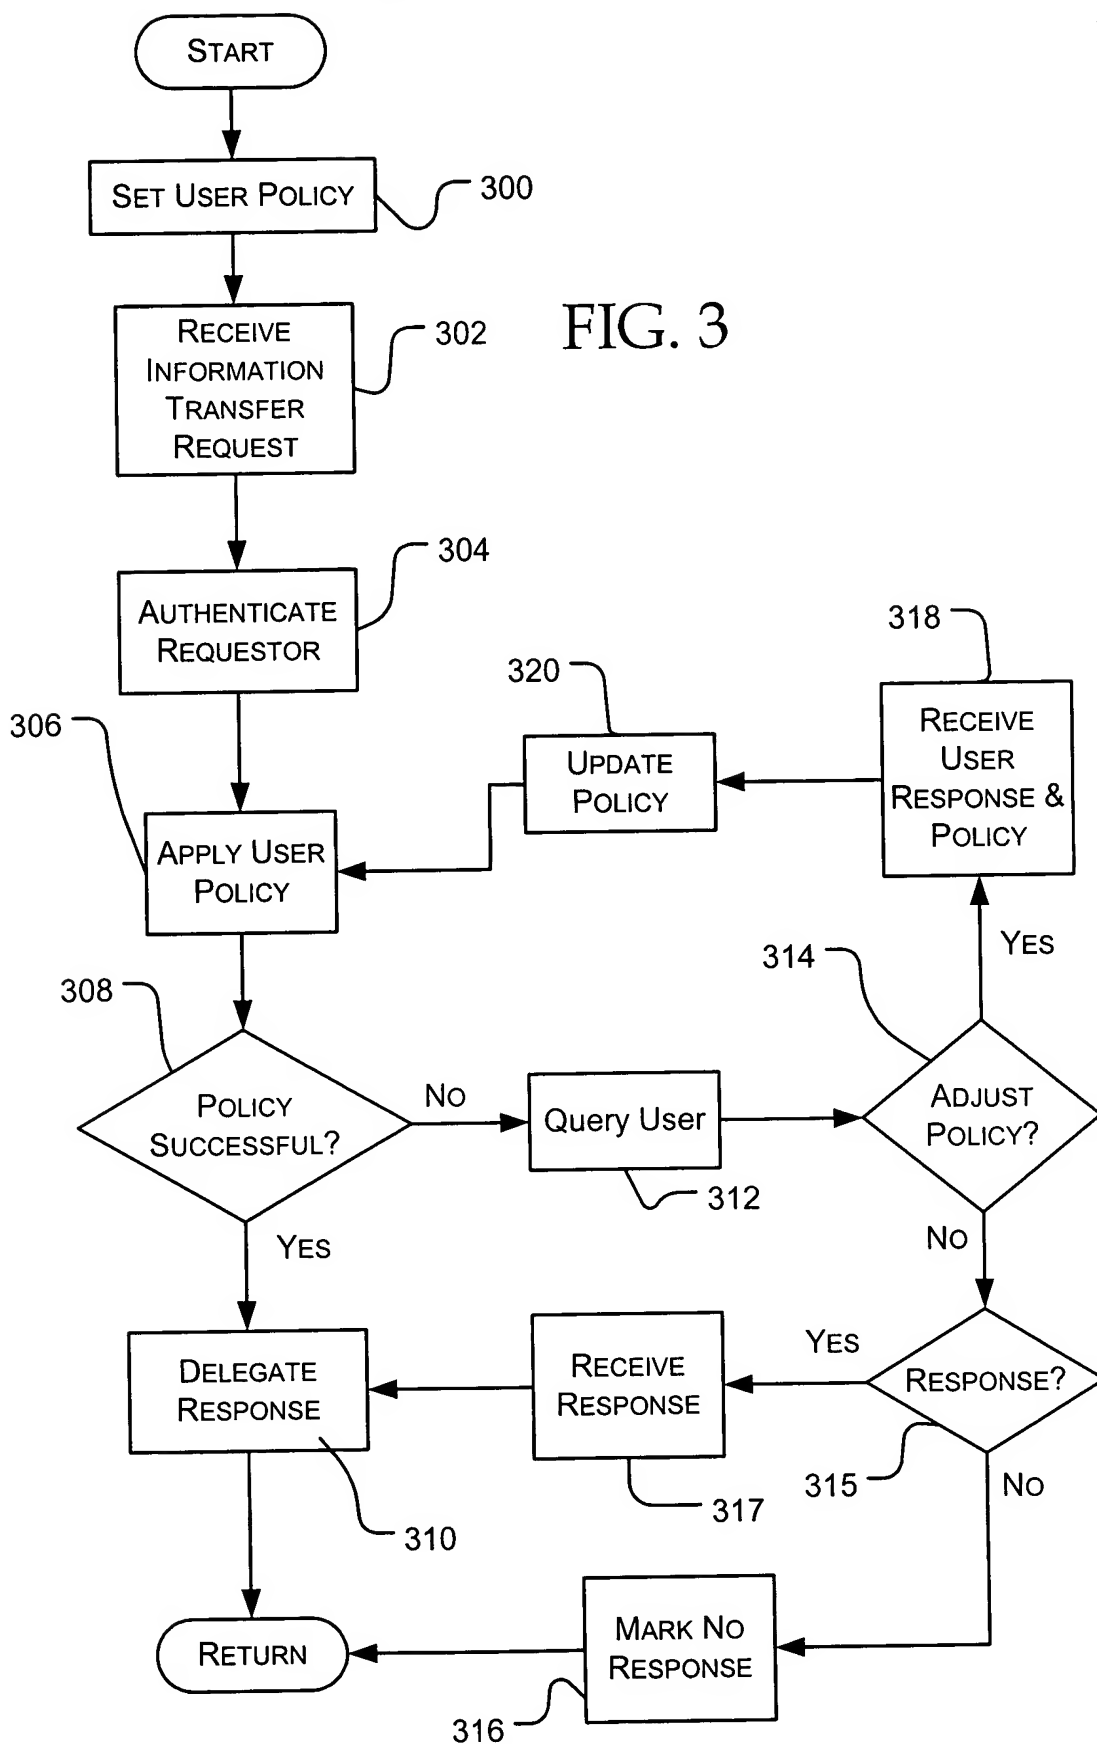 START
SET USER POLICY
300
FIG. 3
RECEIVE
INFORMATION
TRANSFER
REQUEST
302
AUTHENTICATE
REQUESTOR
304
306
APPLY USER
POLICY
320
UPDATE
POLICY
318
RECEIVE
USER
RESPONSE &
POLICY
YES
314
308
POLICY
SUCCESSFUL?
NO
Query User
312
ADJUST
POLICY?
YES
NO
DELEGATE
RESPONSE
310
RECEIVE
RESPONSE
317
YES
RESPONSE?
315
NO
RETURN
MARK NO
RESPONSE
316